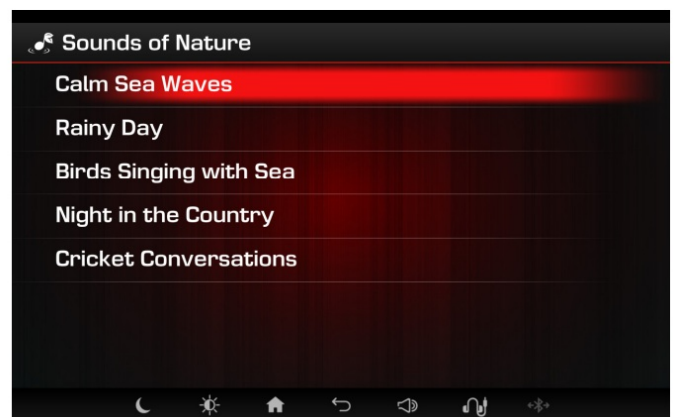 Sounds of Nature
Calm Sea Waves
Rainy Day
Birds Singing with Sea
Night in the Country
Cricket Conversations